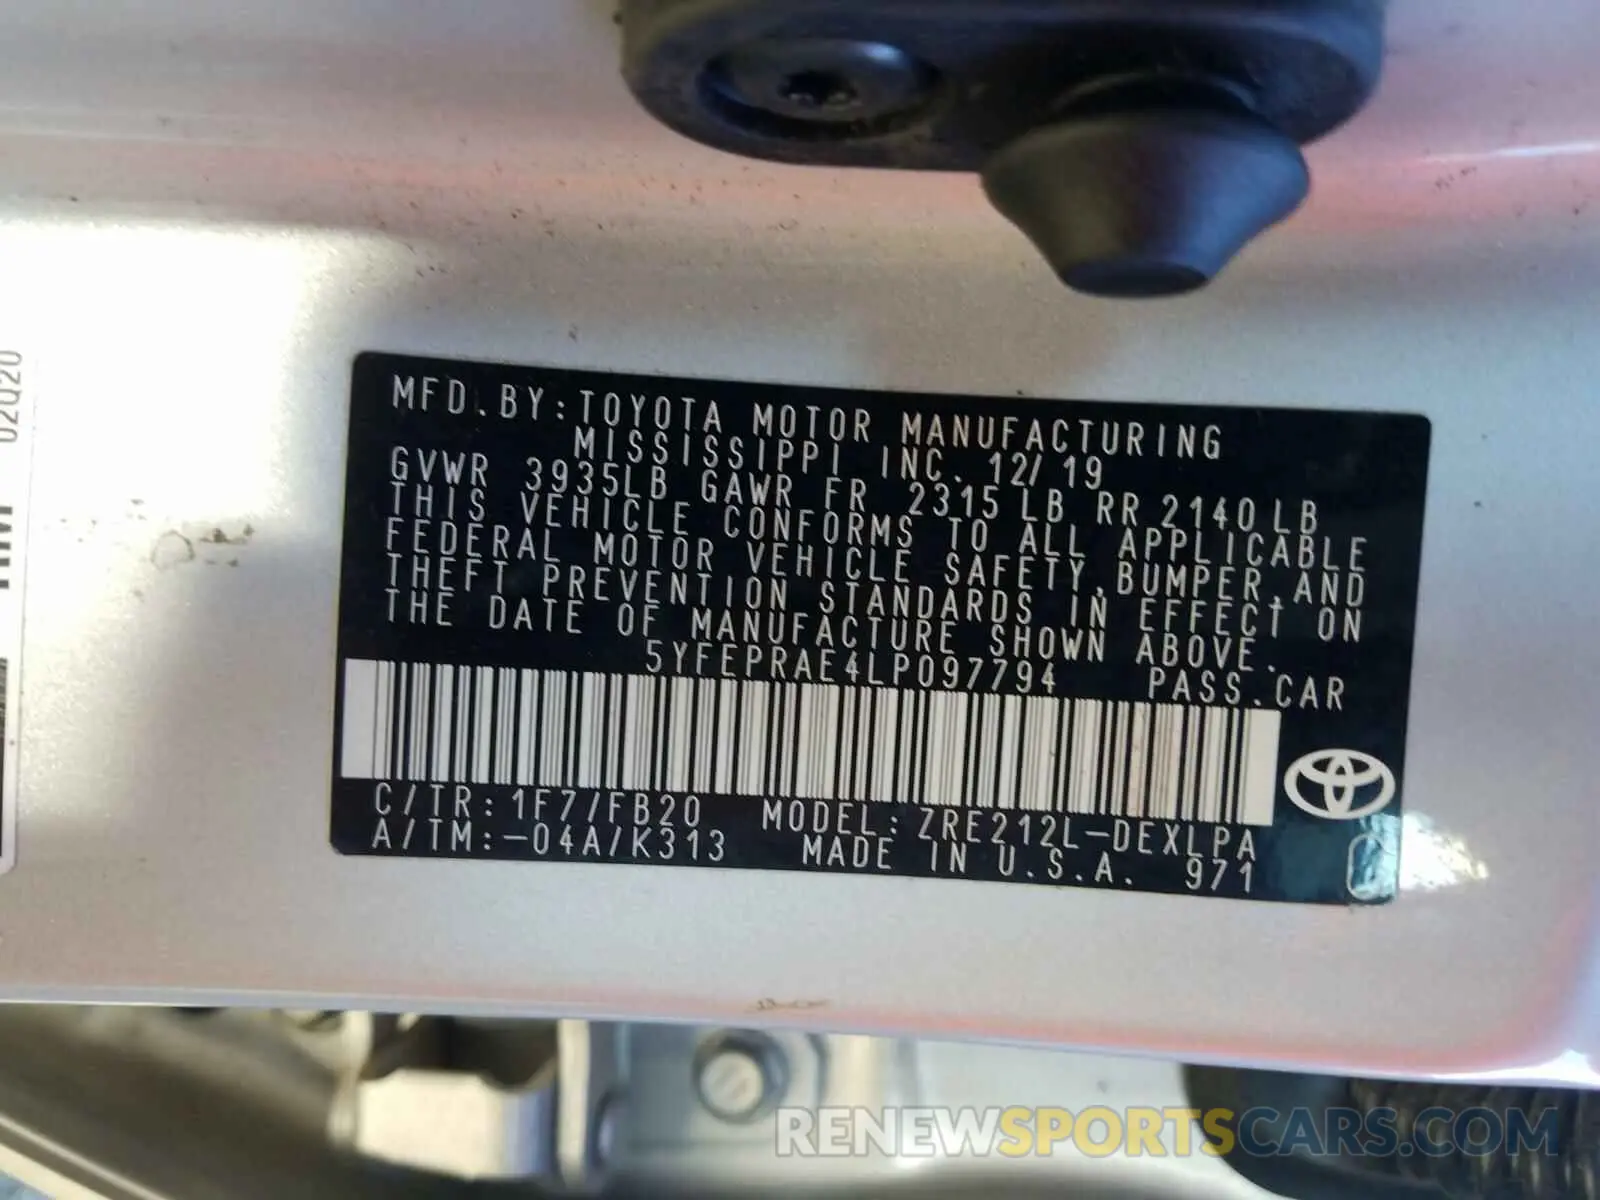 MFD.BY:TOYOTA MOTOR MANUFACTURING
MISSISSIPPI INC. 12/19
GVWR 3935LB GAWR FR 2315LB RR 2140LB
THIS VEHICLE CONFORMS TO ALL APPLICABLE
FEDERAL MOTOR VEHICLE SAFETY,BUMPER,AND
THEFT PREVENTION STANDARDS IN EFFECT ON
THE DATE OF MANUFACTURE SHOWN ABOVE.
5YFEPRAE4LP097794 PASS.CAR
C/TR:1F7/FB20 MODEL:ZRE212L-DEXLPA
A/TM:-04A/K313 MADE IN U.S.A. 971
02Q20
RENEWSPORTSCARS.COM